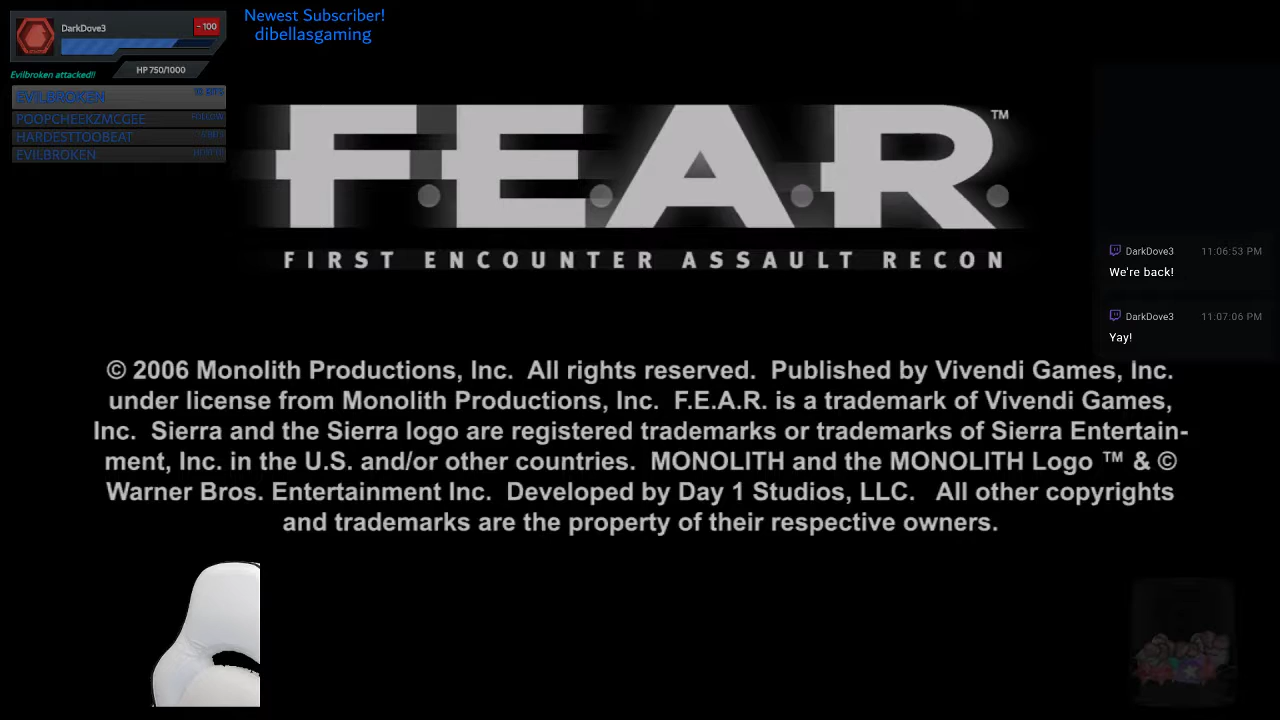 DarkDove3
-100
HP 750/1000
Evilbroken attacked!!
EVILBROKEN
POOPCHEEKZMCGEE FOLLOW
HARDESTTOOBEAT
EVILBROKEN
Newest Subscriber!
dibellasgaming
F.E.A.R.™
FIRST ENCOUNTER ASSAULT RECON
DarkDove3 11:06:53 PM
We're back!
DarkDove3 11:07:06 PM
Yay!
© 2006 Monolith Productions, Inc. All rights reserved. Published by Vivendi Games, Inc.
under license from Monolith Productions, Inc. F.E.A.R. is a trademark of Vivendi Games,
Inc. Sierra and the Sierra logo are registered trademarks or trademarks of Sierra Entertain-
ment, Inc. in the U.S. and/or other countries. MONOLITH and the MONOLITH Logo ™ & ©
Warner Bros. Entertainment Inc. Developed by Day 1 Studios, LLC. All other copyrights
and trademarks are the property of their respective owners.